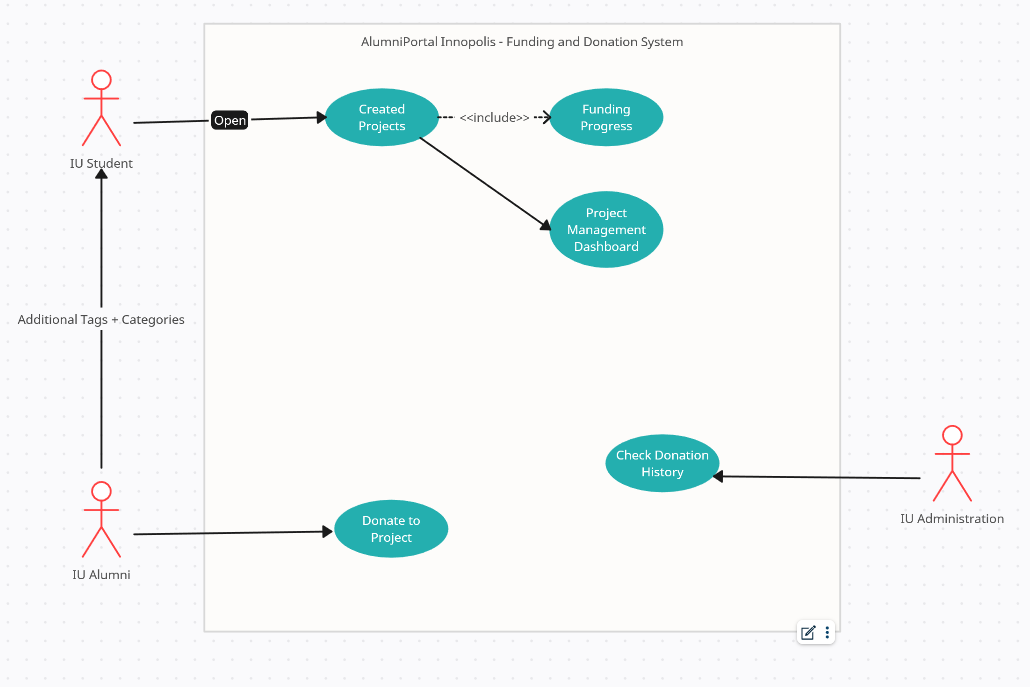 AlumniPortal Innopolis - Funding and Donation System
Created
Projects
<<include>>
Funding
Progress
Open
IU Student
Project
Management
Dashboard
Additional Tags + Categories
Check Donation
History
IU Administration
Donate to
Project
IU Alumni